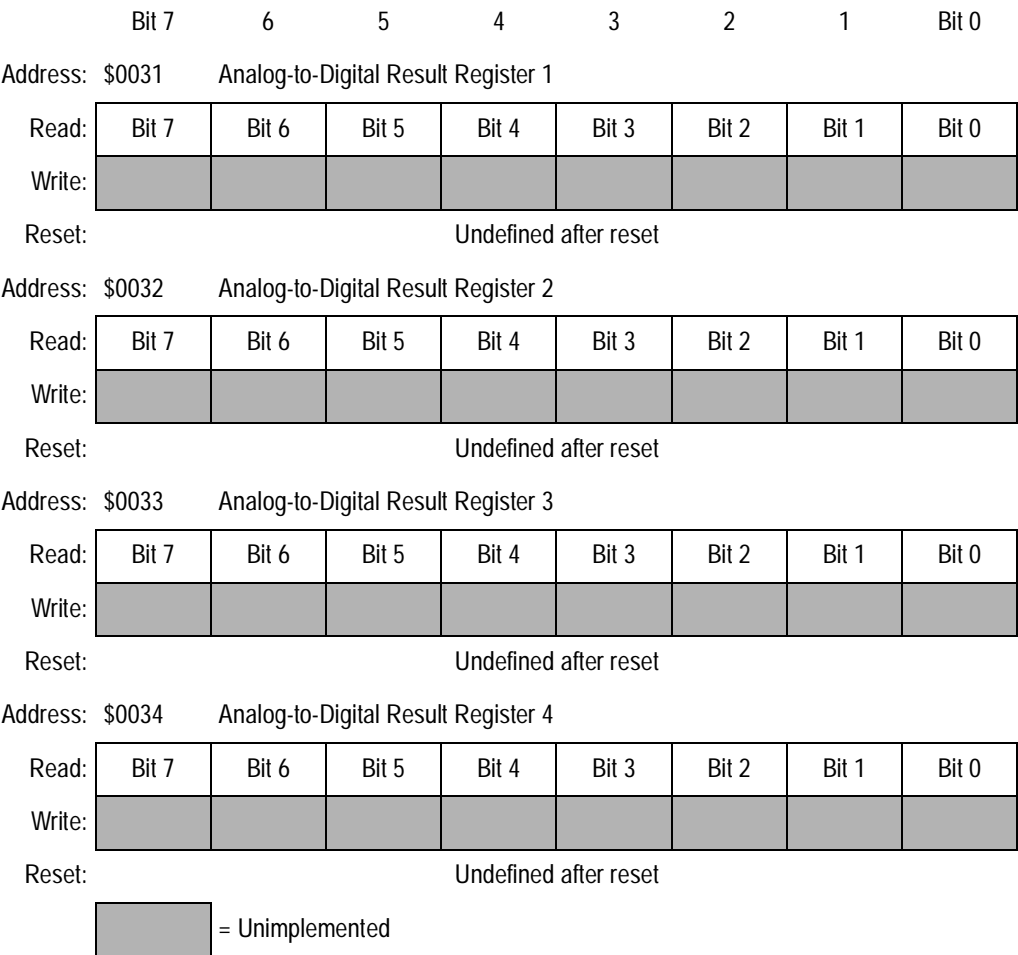 Bit 7 6 5 4 3 2 1 Bit 0
Address: $0031 Analog-to-Digital Result Register 1
Read: Bit 7 Bit 6 Bit 5 Bit 4 Bit 3 Bit 2 Bit 1 Bit 0
Write:
Reset: Undefined after reset
Address: $0032 Analog-to-Digital Result Register 2
Read: Bit 7 Bit 6 Bit 5 Bit 4 Bit 3 Bit 2 Bit 1 Bit 0
Write:
Reset: Undefined after reset
Address: $0033 Analog-to-Digital Result Register 3
Read: Bit 7 Bit 6 Bit 5 Bit 4 Bit 3 Bit 2 Bit 1 Bit 0
Write:
Reset: Undefined after reset
Address: $0034 Analog-to-Digital Result Register 4
Read: Bit 7 Bit 6 Bit 5 Bit 4 Bit 3 Bit 2 Bit 1 Bit 0
Write:
Reset: Undefined after reset
= Unimplemented